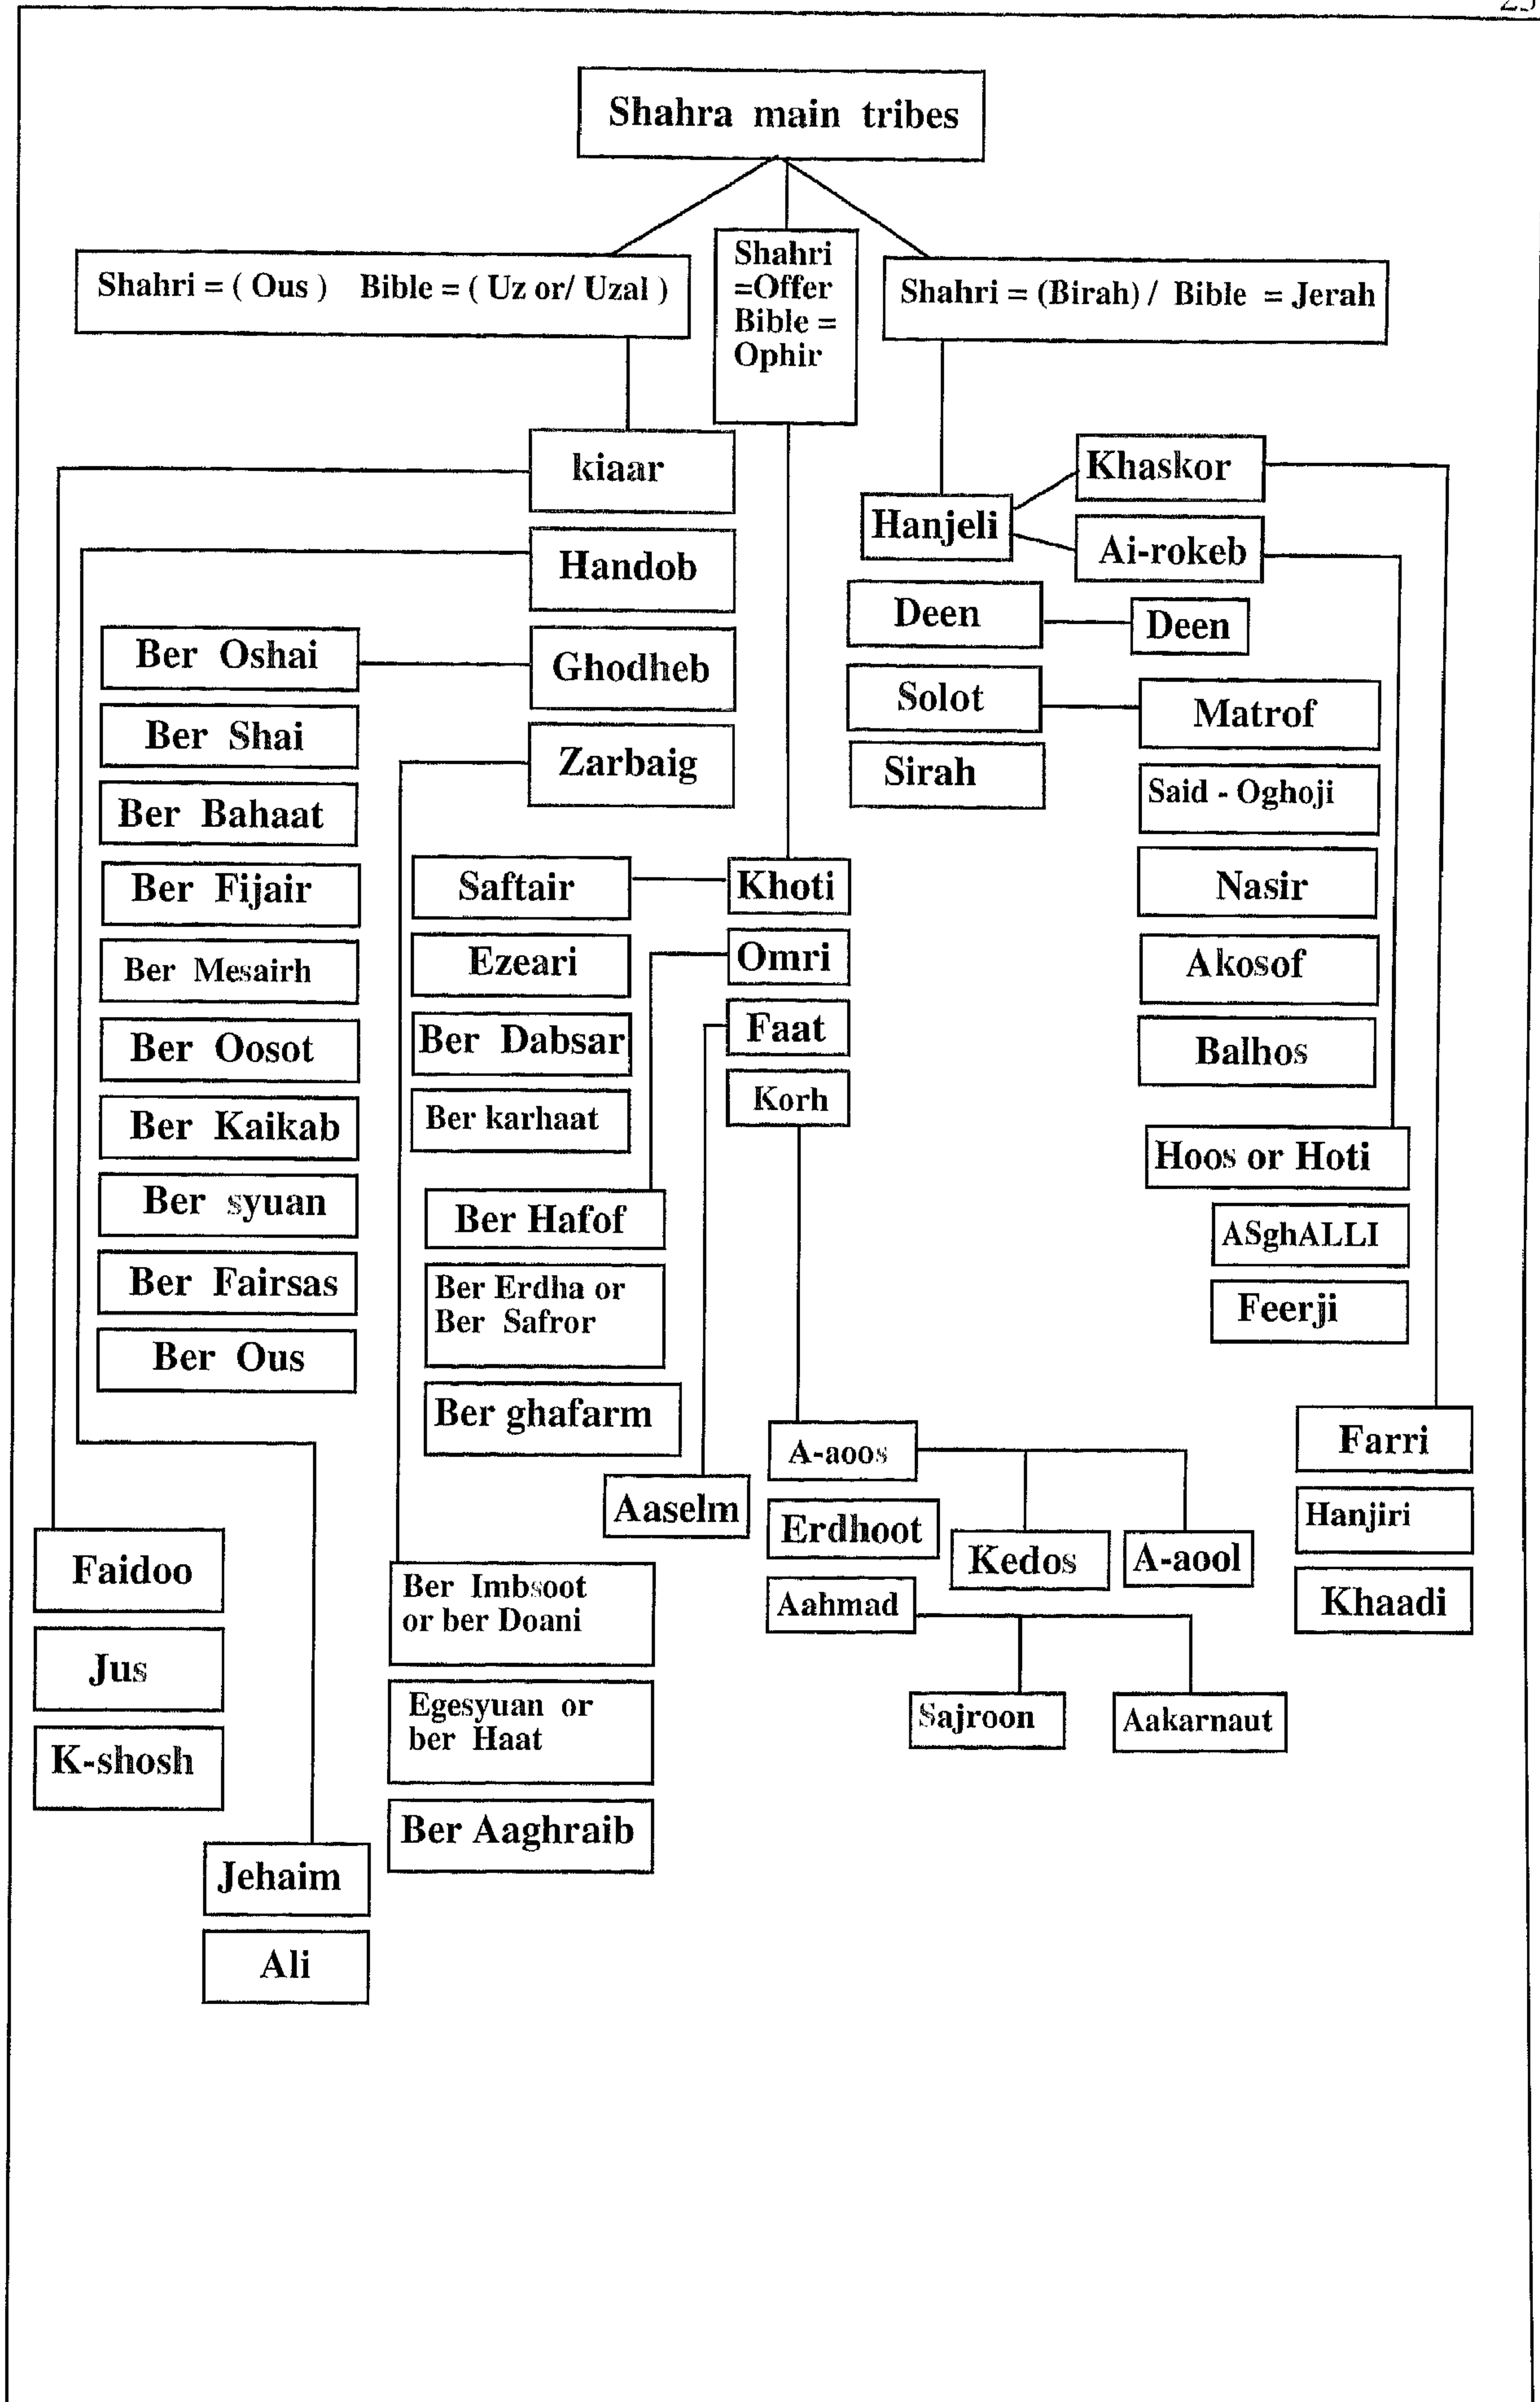 Shahra main tribes
Shahri = ( Ous )   Bible = ( Uz or/ Uzal )
Shahri
=Offer
Bible =
Ophir
Shahri = (Birah) /  Bible  = Jerah
kiaar
Handob
Ghodheb
Zarbaig
Ber Oshai
Ber Shai
Ber Bahaat
Ber Fijair
Ber Mesairh
Ber Oosot
Ber Kaikab
Ber syuan
Ber Fairsas
Ber Ous
Faidoo
Jus
K-shosh
Jehaim
Ali
Ber Imbsoot
or ber Doani
Egesyuan or
ber Haat
Ber Aaghraib
Khoti
Omri
Faat
Korh
Saftair
Ezeari
Ber Dabsar
Ber karhaat
Ber Hafof
Ber Erdha or
Ber Safror
Ber ghafarm
Aaselm
A-aoos
Erdhoot
Aahmad
Kedos
A-aool
Sajroon
Aakarnaut
Hanjeli
Khaskor
Ai-rokeb
Deen
Deen
Solot
Sirah
Matrof
Said - Oghoji
Nasir
Akosof
Balhos
Hoos or Hoti
ASghALLI
Feerji
Farri
Hanjiri
Khaadi